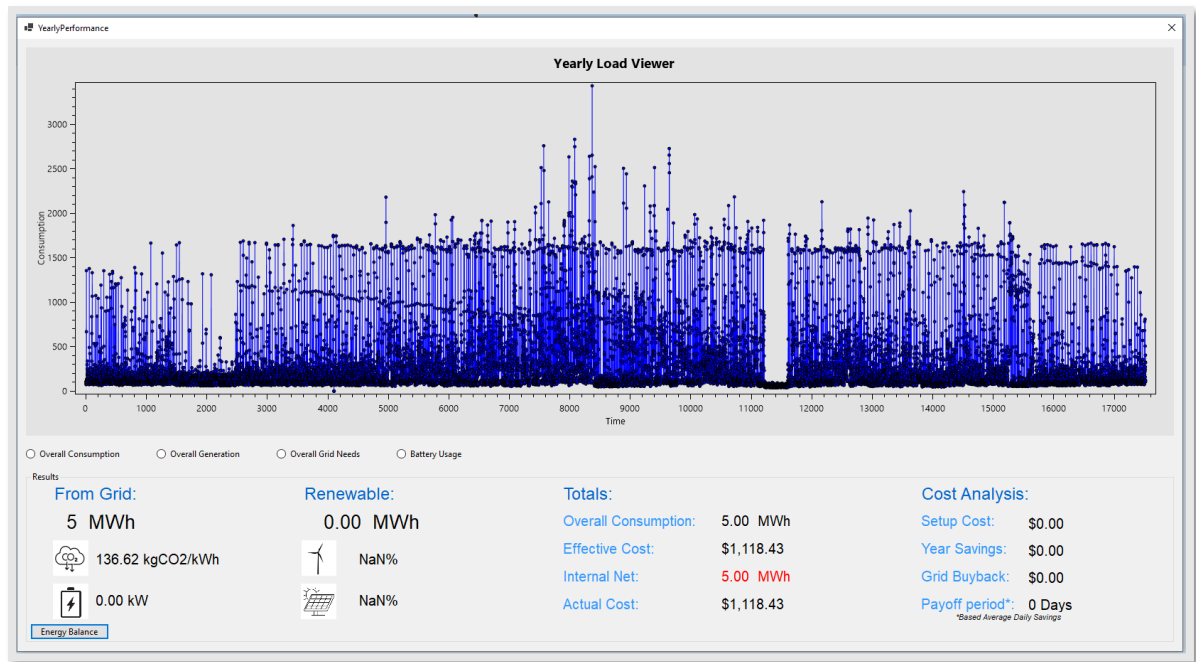 YearlyPerformance
Yearly Load Viewer
3000
2500
2000
1500
1000
500
0
Consumption
0 1000 2000 3000 4000 5000 6000 7000 8000 9000 10000 11000 12000 13000 14000 15000 16000 17000
Time
Overall Consumption Overall Generation Overall Grid Needs Battery Usage
Results
From Grid: Renewable: Totals: Cost Analysis:
5 MWh 0.00 MWh Overall Consumption: 5.00 MWh Setup Cost: $0.00
CO2 136.62 kgCO2/kWh NaN% Effective Cost: $1,118.43 Year Savings: $0.00
Internal Net: 5.00 MWh Grid Buyback: $0.00
0.00 kW NaN% Actual Cost: $1,118.43 Payoff period*: 0 Days
*Based Average Daily Savings
Energy Balance